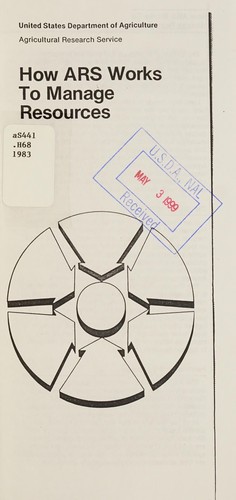 United States Department of Agriculture
Agricultural Research Service
How ARS Works
To Manage
Resources
aS441
.H68
1983
U.S.D.A., NAL
MAY 3 1999
Received